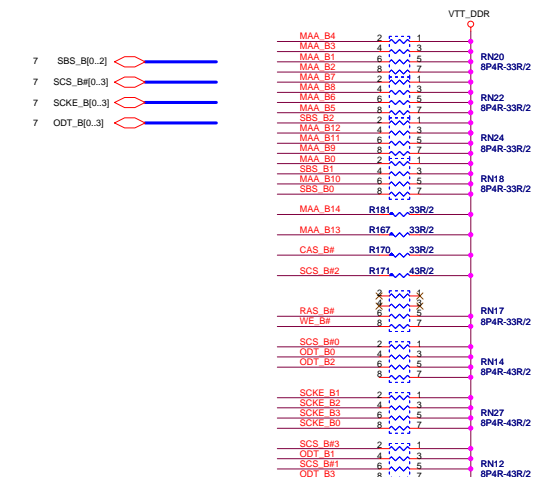 VTT_DDR
7 SBS_B[0..2]
7 SCS_B#[0..3]
7 SCKE_B[0..3]
7 ODT_B[0..3]
MAA_B4 2 1
MAA_B3 4 3
MAA_B1 6 5 RN20
MAA_B2 8 7 8P4R-33R/2
MAA_B7 2 1
MAA_B8 4 3
MAA_B6 6 5 RN22
MAA_B5 8 7 8P4R-33R/2
SBS_B2 2 1
MAA_B12 4 3
MAA_B11 6 5 RN24
MAA_B9 8 7 8P4R-33R/2
MAA_B0 2 1
SBS_B1 4 3
MAA_B10 6 5 RN18
SBS_B0 8 7 8P4R-33R/2
MAA_B14 R181 33R/2
MAA_B13 R167 33R/2
CAS_B# R170 33R/2
SCS_B#2 R171 43R/2
2 1
4 3
RAS_B# 6 5 RN17
WE_B# 8 7 8P4R-33R/2
SCS_B#0 2 1
ODT_B0 4 3
ODT_B2 6 5 RN14
8 7 8P4R-43R/2
SCKE_B1 2 1
SCKE_B2 4 3
SCKE_B3 6 5 RN27
SCKE_B0 8 7 8P4R-43R/2
SCS_B#3 2 1
ODT_B1 4 3
SCS_B#1 6 5 RN12
ODT_B3 8 7 8P4R-43R/2